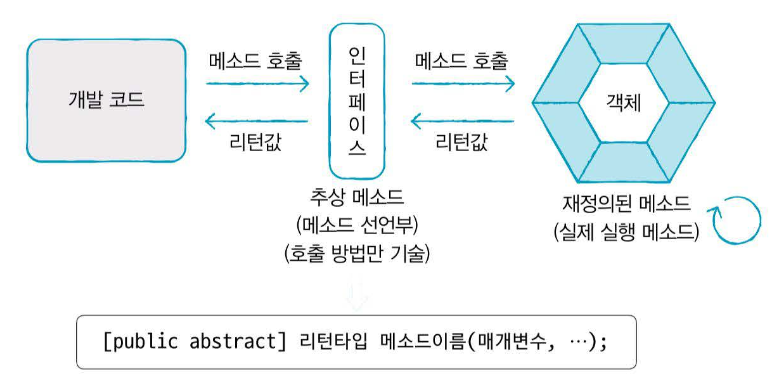 개발 코드
메소드 호출
리턴값
인터페이스
메소드 호출
리턴값
객체
추상 메소드
(메소드 선언부)
(호출 방법만 기술)
재정의된 메소드
(실제 실행 메소드)
[public abstract] 리턴타입 메소드이름(매개변수, …);